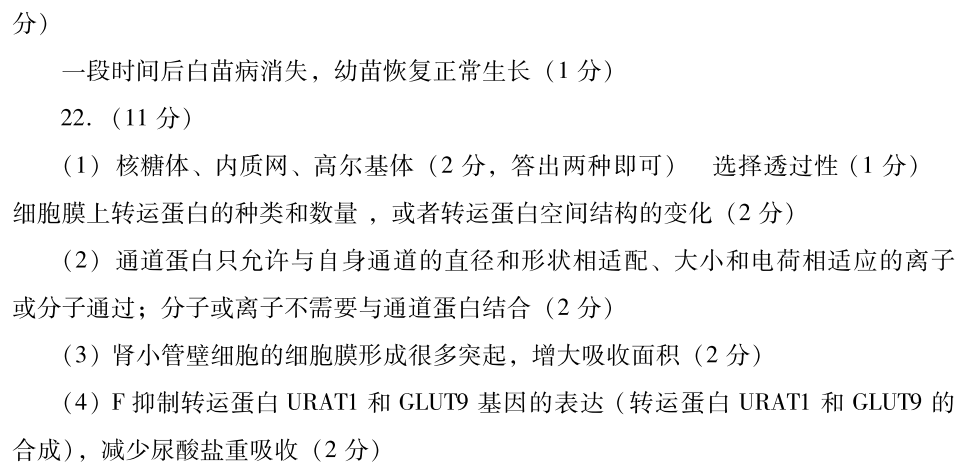 分）
一段时间后白苗病消失，幼苗恢复正常生长（1 分）
22.（11 分）
（1）核糖体、内质网、高尔基体（2 分，答出两种即可） 选择透过性（1 分）
细胞膜上转运蛋白的种类和数量 ，或者转运蛋白空间结构的变化（2 分）
（2）通道蛋白只允许与自身通道的直径和形状相适配、大小和电荷相适应的离子
或分子通过；分子或离子不需要与通道蛋白结合（2 分）
（3）肾小管壁细胞的细胞膜形成很多突起，增大吸收面积（2 分）
（4）F 抑制转运蛋白 URAT1 和 GLUT9 基因的表达（转运蛋白 URAT1 和 GLUT9 的
合成），减少尿酸盐重吸收（2 分）